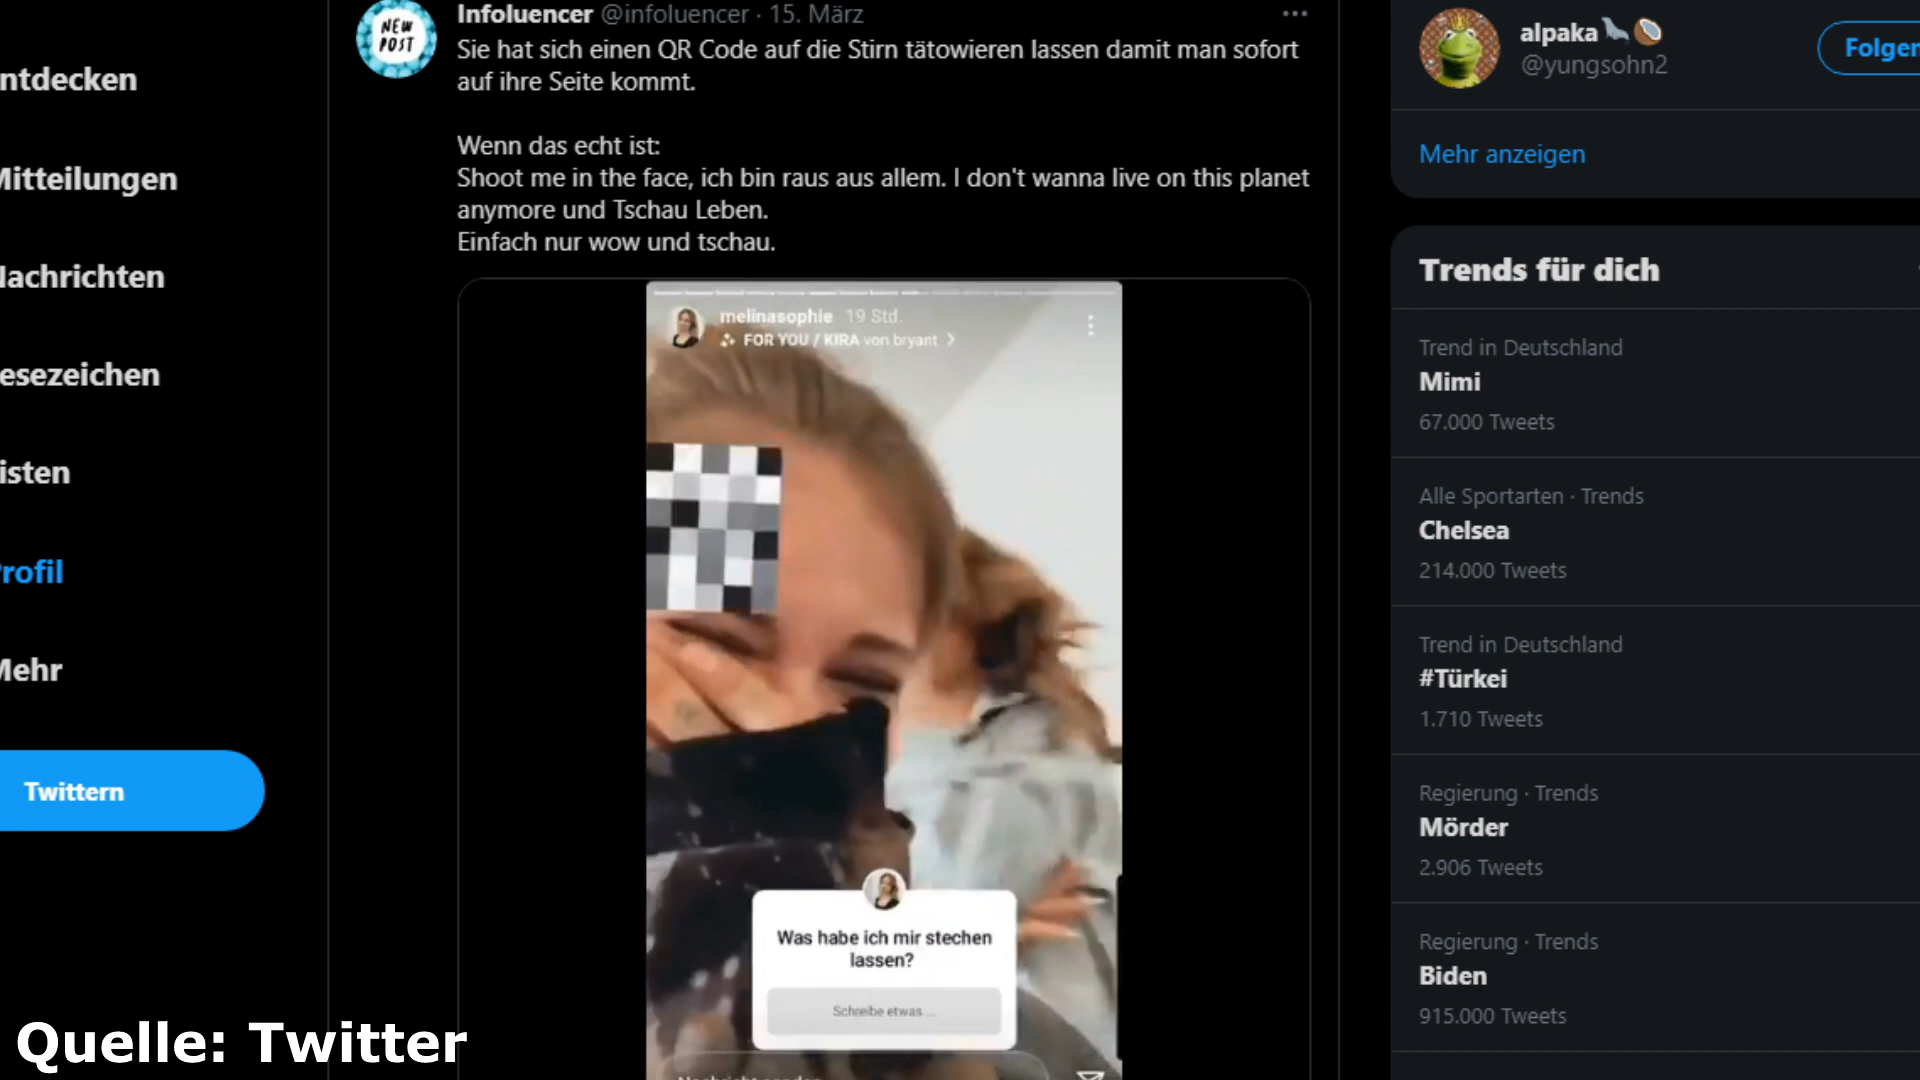 ntdecken
Mitteilungen
Nachrichten
esezeichen
isten
Profil
Mehr
Twittern
NEW
POST
Infoluencer @infoluencer · 15. März
Sie hat sich einen QR Code auf die Stirn tätowieren lassen damit man sofort
auf ihre Seite kommt.
Wenn das echt ist:
Shoot me in the face, ich bin raus aus allem. I don't wanna live on this planet
anymore und Tschau Leben.
Einfach nur wow und tschau.
melinasophie 19 Std.
FOR YOU / KIRA von bryant
Was habe ich mir stechen
lassen?
Schreibe etwas ...
alpaka
@yungsohn2
Folgen
Mehr anzeigen
Trends für dich
Trend in Deutschland
Mimi
67.000 Tweets
Alle Sportarten · Trends
Chelsea
214.000 Tweets
Trend in Deutschland
#Türkei
1.710 Tweets
Regierung · Trends
Mörder
2.906 Tweets
Regierung · Trends
Biden
915.000 Tweets
Quelle: Twitter